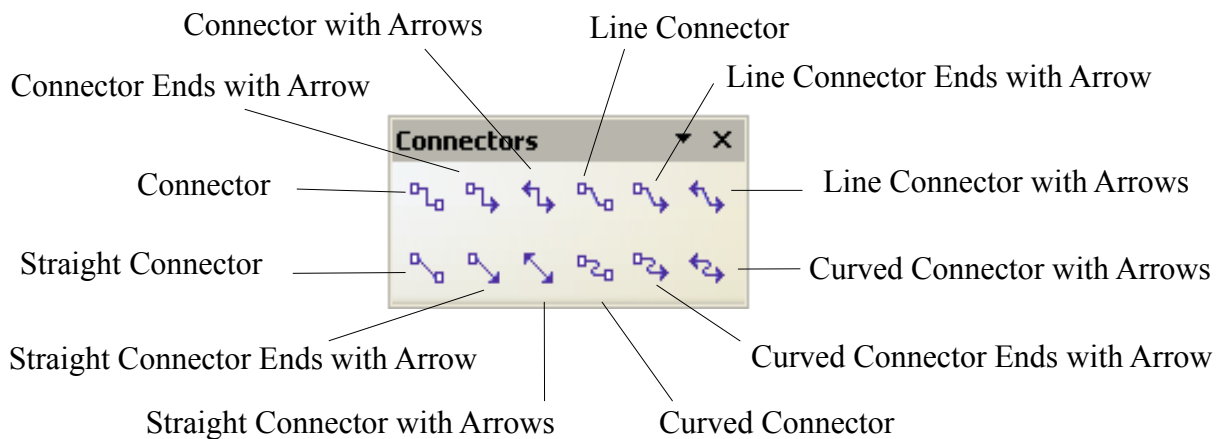 Connector with Arrows
Line Connector
Connector Ends with Arrow
Line Connector Ends with Arrow
Connectors
Connector
Line Connector with Arrows
Straight Connector
Curved Connector with Arrows
Straight Connector Ends with Arrow
Curved Connector Ends with Arrow
Straight Connector with Arrows
Curved Connector